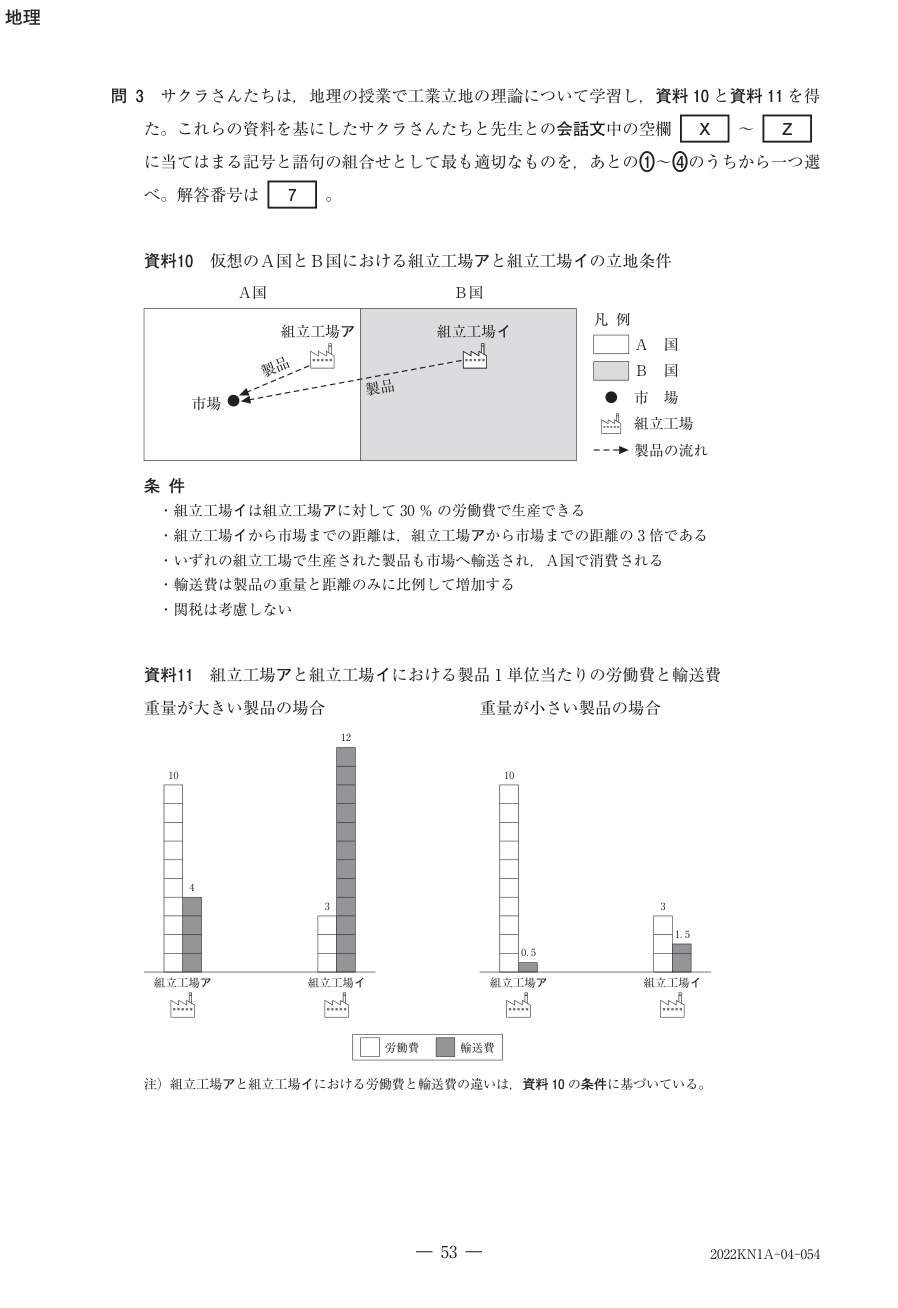 地理
問 3 サクラさんたちは，地理の授業で工業立地の理論について学習し，資料 10 と資料 11 を得
た。これらの資料を基にしたサクラさんたちと先生との会話文中の空欄 X ～ Z
に当てはまる記号と語句の組合せとして最も適切なものを，あとの①～④のうちから一つ選
べ。解答番号は 7 。
資料10 仮想のＡ国とＢ国における組立工場アと組立工場イの立地条件
Ａ国 Ｂ国
組立工場ア 組立工場イ
製品
製品
市場
凡 例
Ａ 国
Ｂ 国
市 場
組立工場
製品の流れ
条 件
・組立工場イは組立工場アに対して 30 % の労働費で生産できる
・組立工場イから市場までの距離は，組立工場アから市場までの距離の 3 倍である
・いずれの組立工場で生産された製品も市場へ輸送され，Ａ国で消費される
・輸送費は製品の重量と距離のみに比例して増加する
・関税は考慮しない
資料11 組立工場アと組立工場イにおける製品 1 単位当たりの労働費と輸送費
重量が大きい製品の場合 重量が小さい製品の場合
10
4
3
12
10
0.5
3
1.5
組立工場ア 組立工場イ 組立工場ア 組立工場イ
労働費 輸送費
注）組立工場アと組立工場イにおける労働費と輸送費の違いは，資料 10 の条件に基づいている。
― 53 ―
2022KN1A-04-054